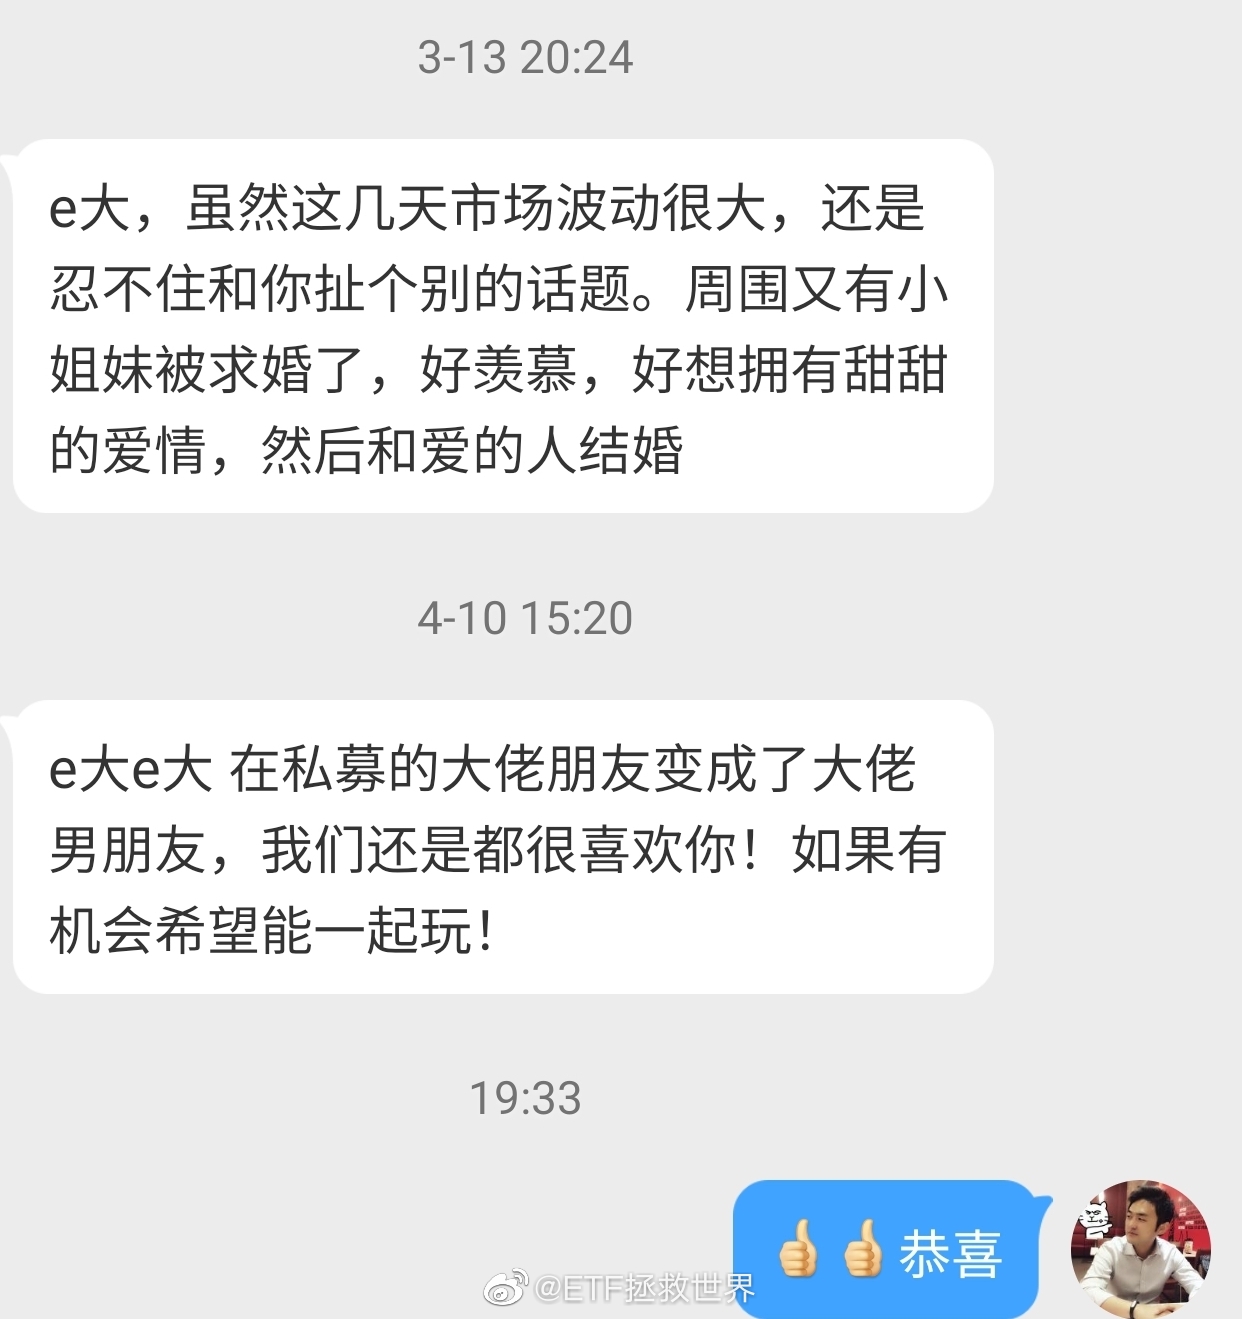 3-13 20:24
e大，虽然这几天市场波动很大，还是
忍不住和你扯个别的话题。周围又有小
姐妹被求婚了，好羡慕，好想拥有甜甜
的爱情，然后和爱的人结婚
4-10 15:20
e大e大 在私募的大佬朋友变成了大佬
男朋友，我们还是都很喜欢你！如果有
机会希望能一起玩！
19:33
👍👍恭喜
@ETF拯救世界